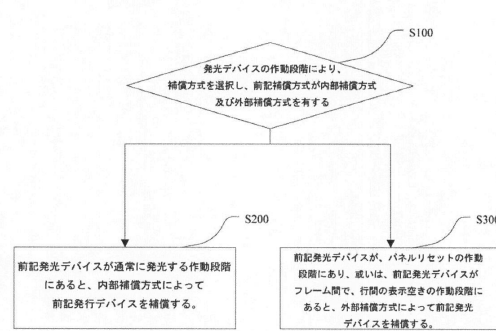 S100
発光デバイスの作動段階により、
補償方式を選択し、前記補償方式が内部補償方式
及び外部補償方式を有する
S200
前記発光デバイスが通常に発光する作動段階
にあると、内部補償方式によって
前記発行デバイスを補償する。
S300
前記発光デバイスが、パネルリセットの作動
段階にあり、或いは、前記発光デバイスが
フレーム間で、行間の表示空きの作動段階に
あると、外部補償方式によって前記発光
デバイスを補償する。